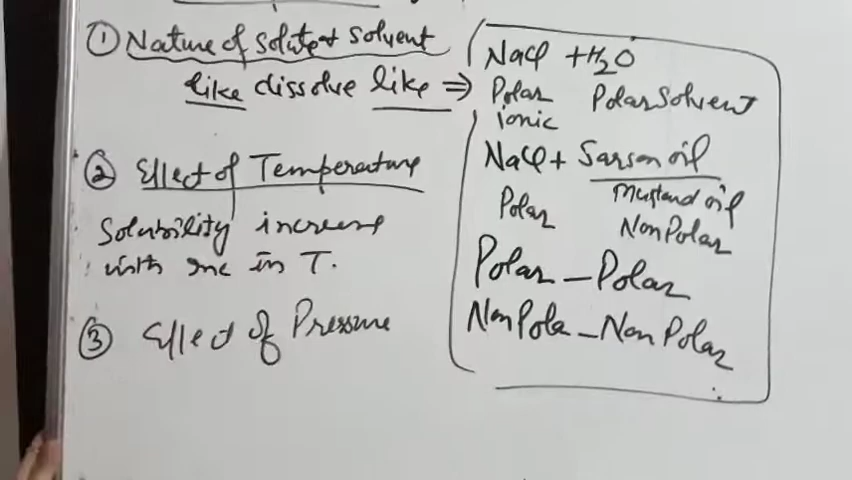 ① Nature of Solute & Solvent
like dissolve like ⇒
② Effect of Temperature
Solubility increase
with inc in T.
③ Effect of Pressure
NaCl + H₂O
Polar Polar Solvent
Ionic
NaCl + Sarson oil
Mustard oil
Polar Non Polar
Polar - Polar
Non Pola - Non Polar